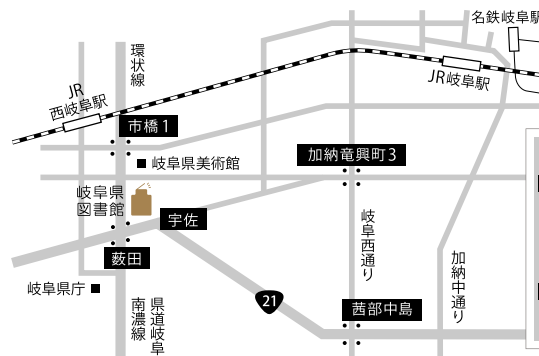 名鉄岐阜駅
環状線
JR
西岐阜駅
JR岐阜駅
市橋1
岐阜県美術館
加納竜興町3
岐阜県
図書館
宇佐
岐阜西通り
加納中通り
薮田
岐阜県庁
21
県道岐阜
南濃線
茜部中島